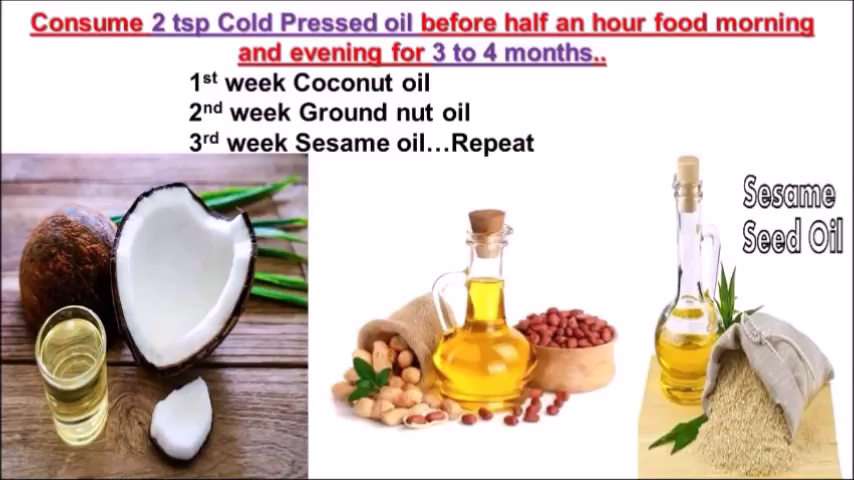 Consume 2 tsp Cold Pressed oil before half an hour food morning
and evening for 3 to 4 months..
1st week Coconut oil
2nd week Ground nut oil
3rd week Sesame oil...Repeat
Sesame
Seed Oil